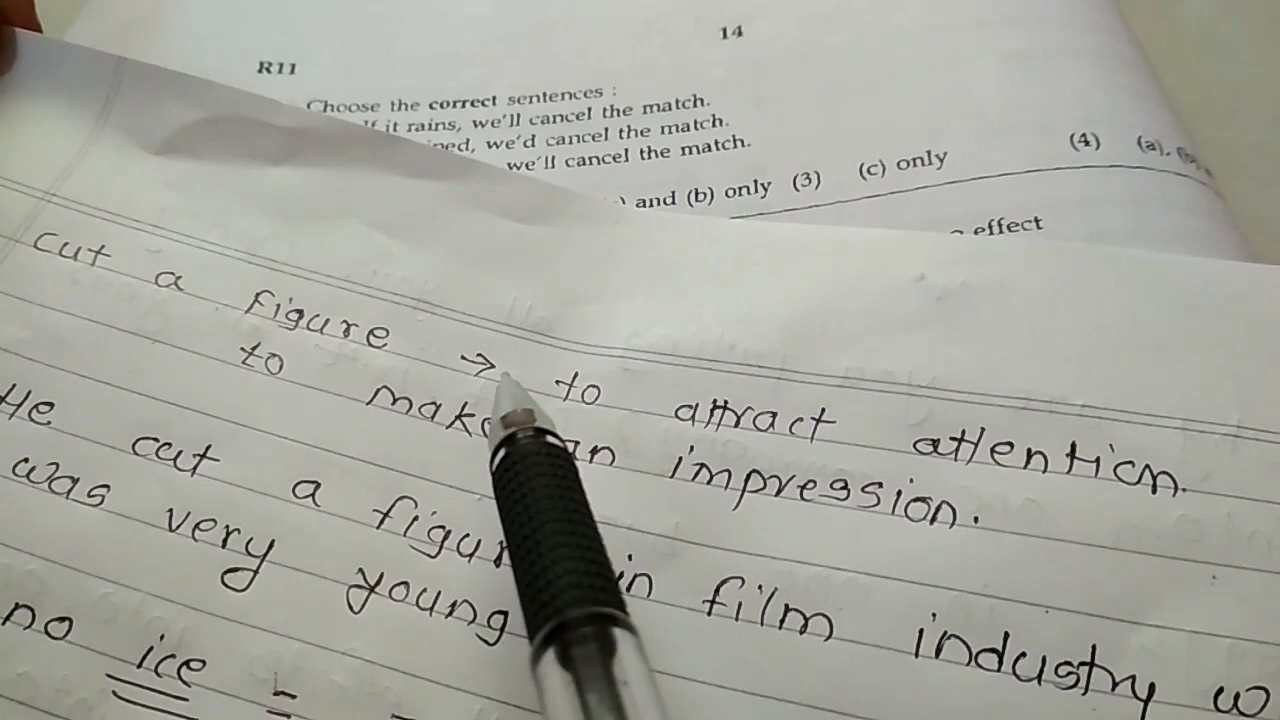 14
R11
Choose the correct sentences :
If it rains, we'll cancel the match.
ned, we'd cancel the match.
we'll cancel the match.
and (b) only (3) (c) only (4) (a),
effect
cut a figure → to attract attention.
to make an impression.
He cut a figure in film industry w
was very young
no ice =